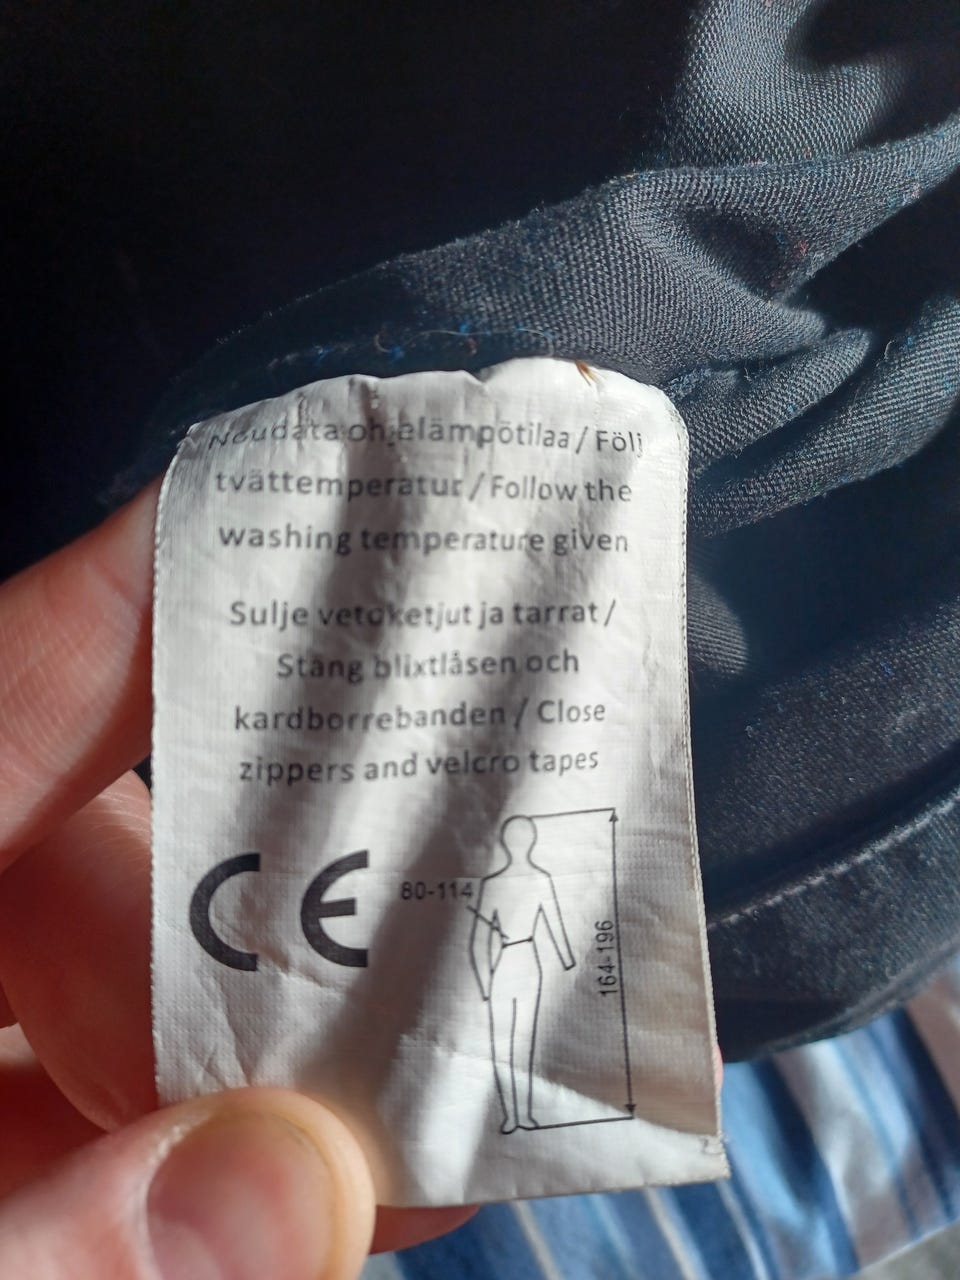 Noudata ohjelämpötilaa / Följ
tvättemperatur / Follow the
washing temperature given
Sulje vetoketjut ja tarrat /
Stäng blixtlåsen och
kardborrebanden / Close
zippers and velcro tapes
CE
80-114
164-196